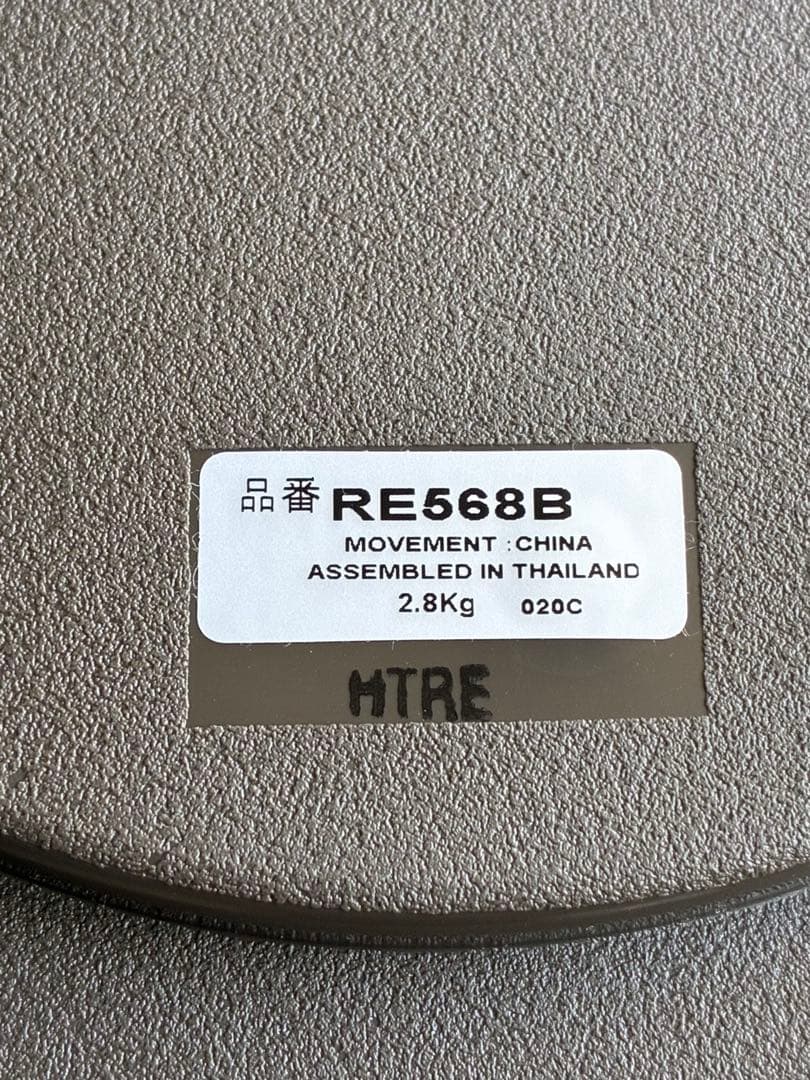 品番 RE568B
MOVEMENT :CHINA
ASSEMBLED IN THAILAND
2.8Kg 020C
HTRE